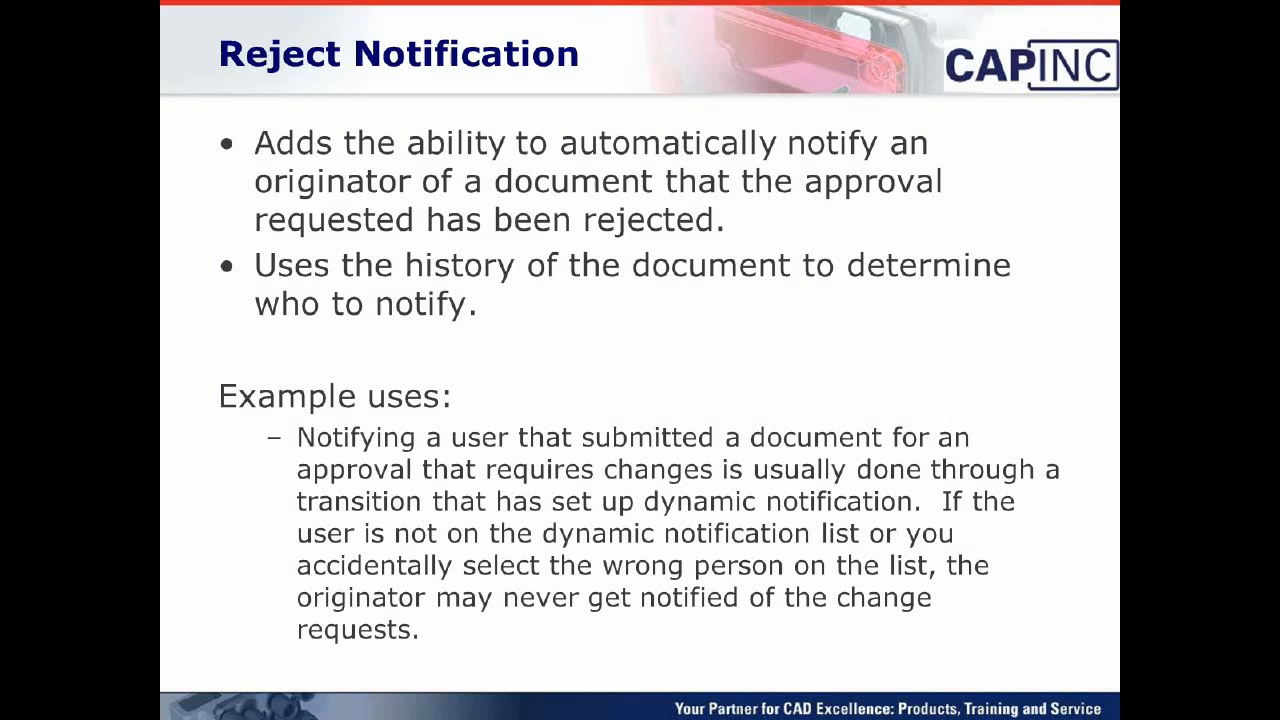 Reject Notification
CAPINC
• Adds the ability to automatically notify an
originator of a document that the approval
requested has been rejected.
• Uses the history of the document to determine
who to notify.
Example uses:
– Notifying a user that submitted a document for an
approval that requires changes is usually done through a
transition that has set up dynamic notification.  If the
user is not on the dynamic notification list or you
accidentally select the wrong person on the list, the
originator may never get notified of the change
requests.
Your Partner for CAD Excellence: Products, Training and Service